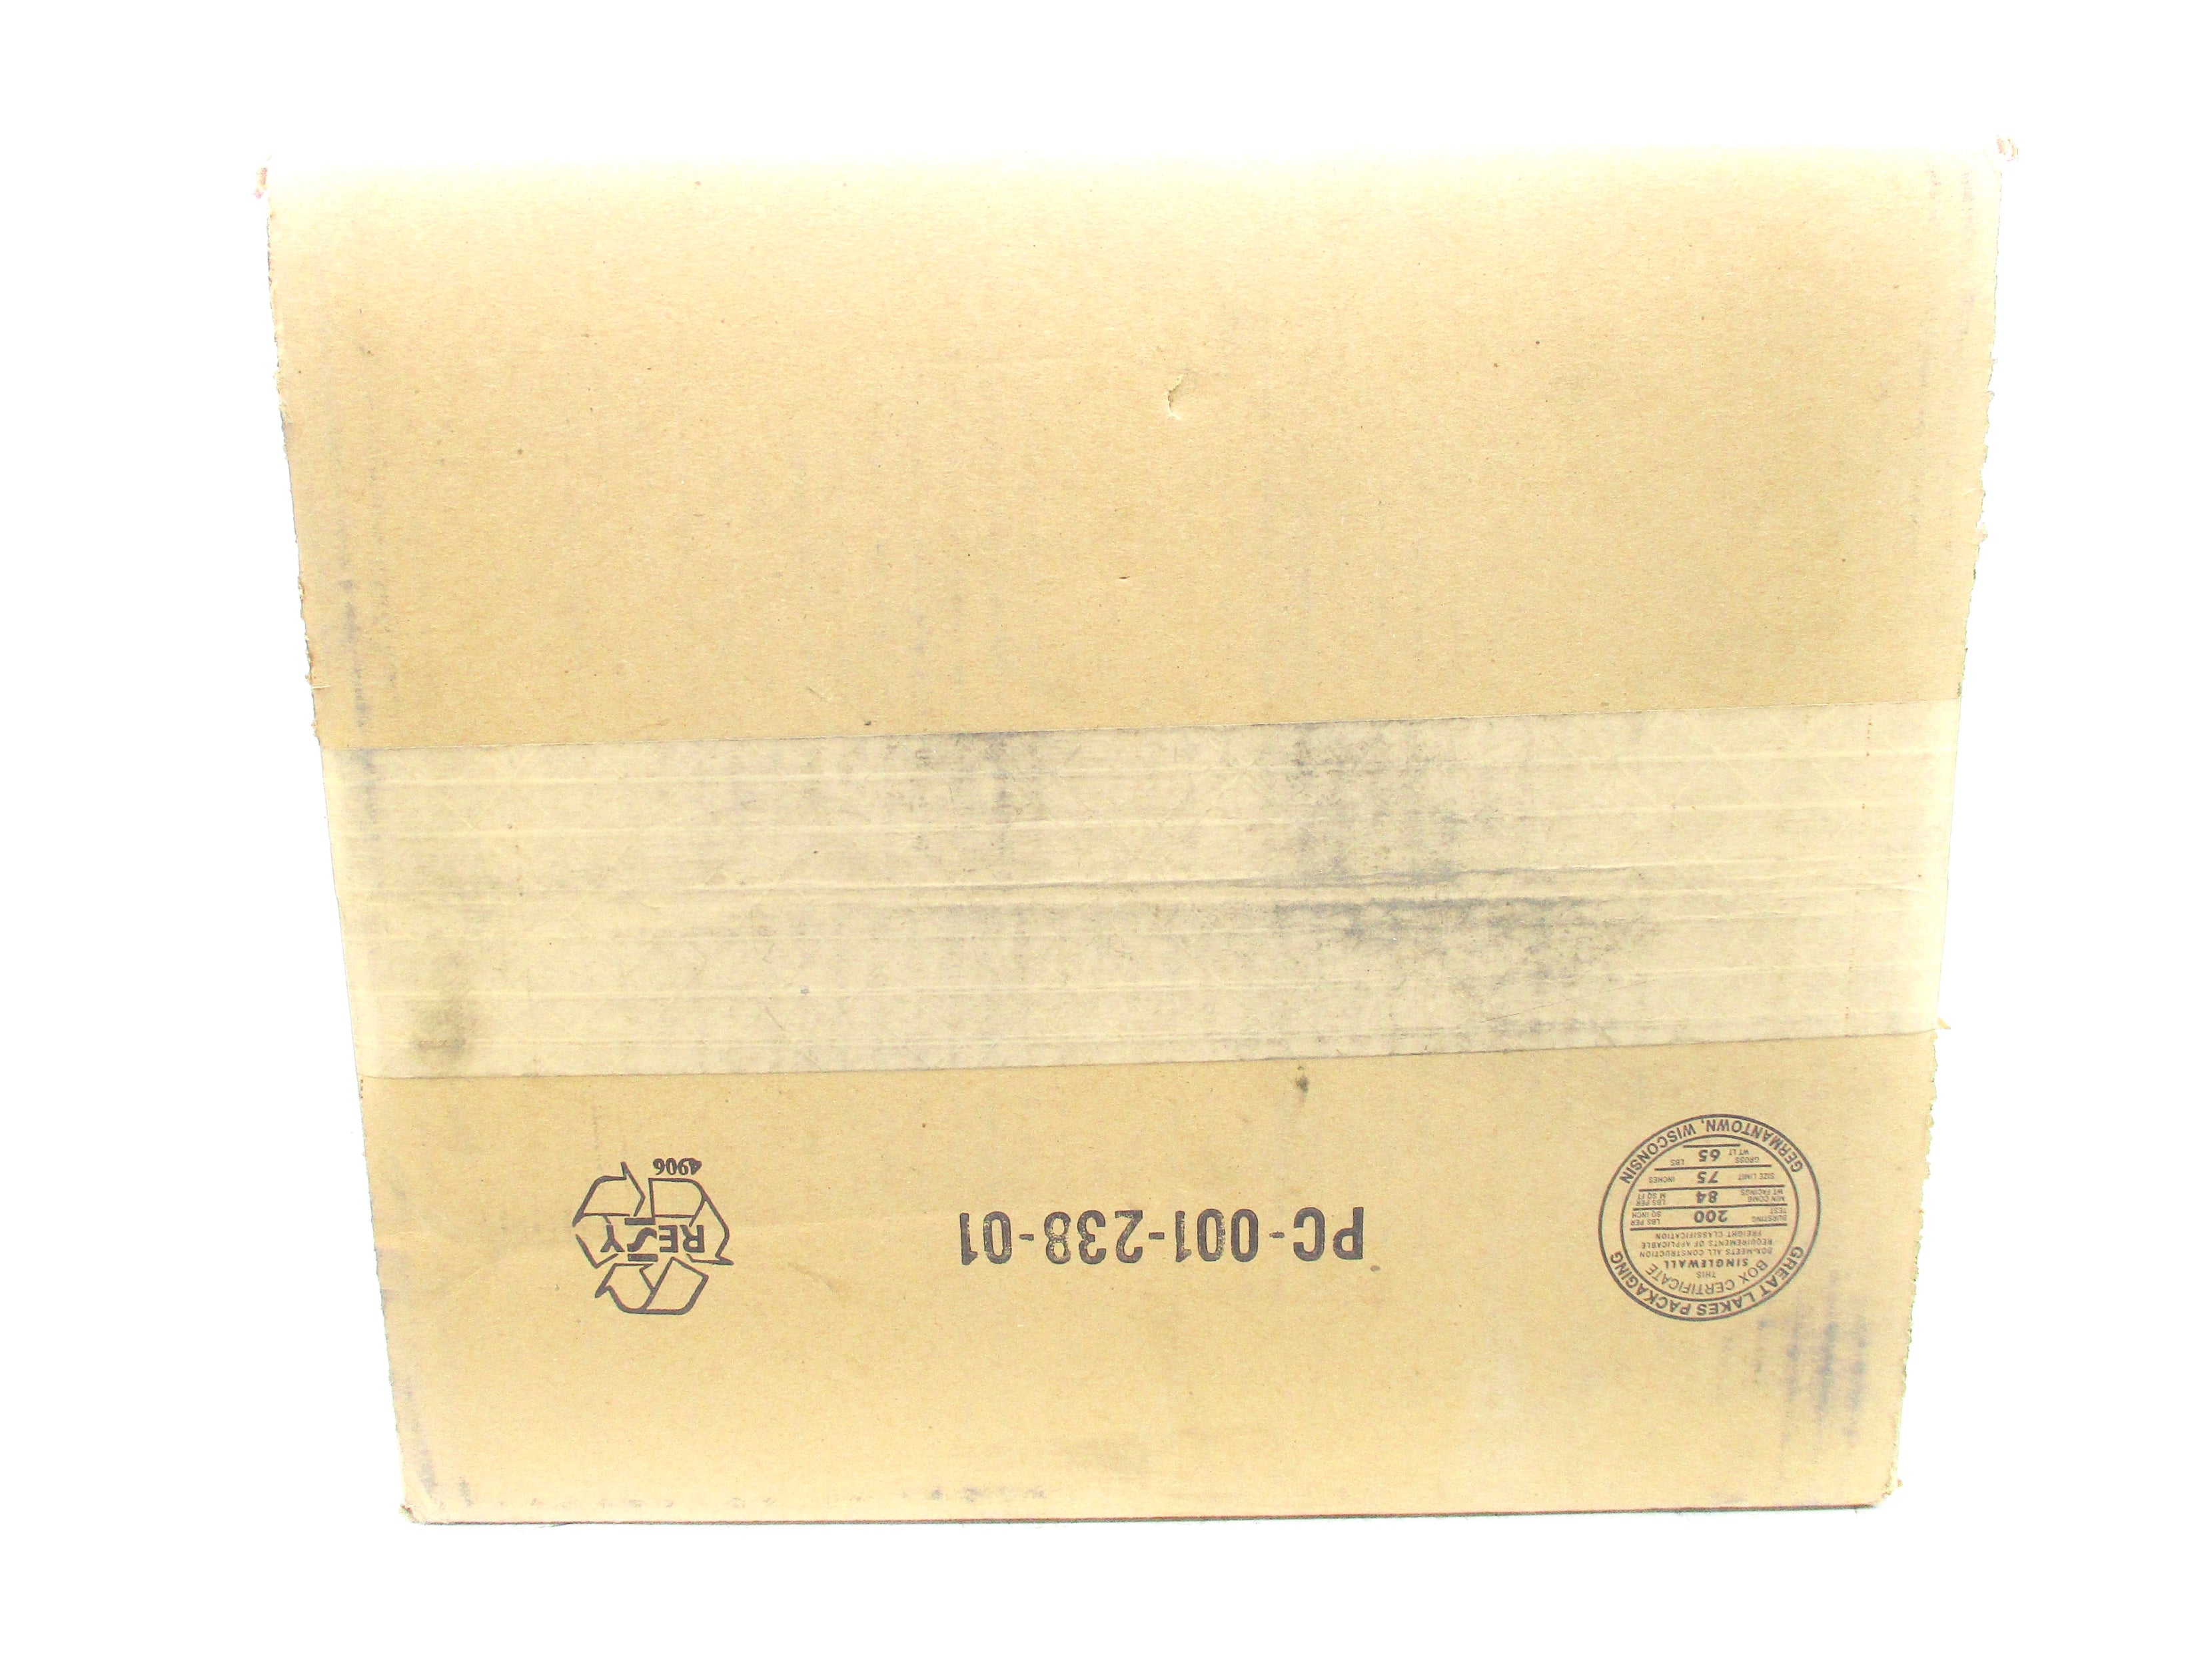 GREAT LAKES PACKAGING
BOX CERTIFICATE
THIS
SINGLEWALL
BOX MEETS ALL CONSTRUCTION
REQUIREMENTS OF APPLICABLE
FREIGHT CLASSIFICATION
BURSTING TEST 200 LBS PER SQ INCH
MIN COMB WT FACINGS 84 LBS PER M SQ FT
SIZE LIMIT 75 INCHES
GROSS WT LT 65 LBS
GERMANTOWN, WISCONSIN
PC-001-238-01
RESY
4906